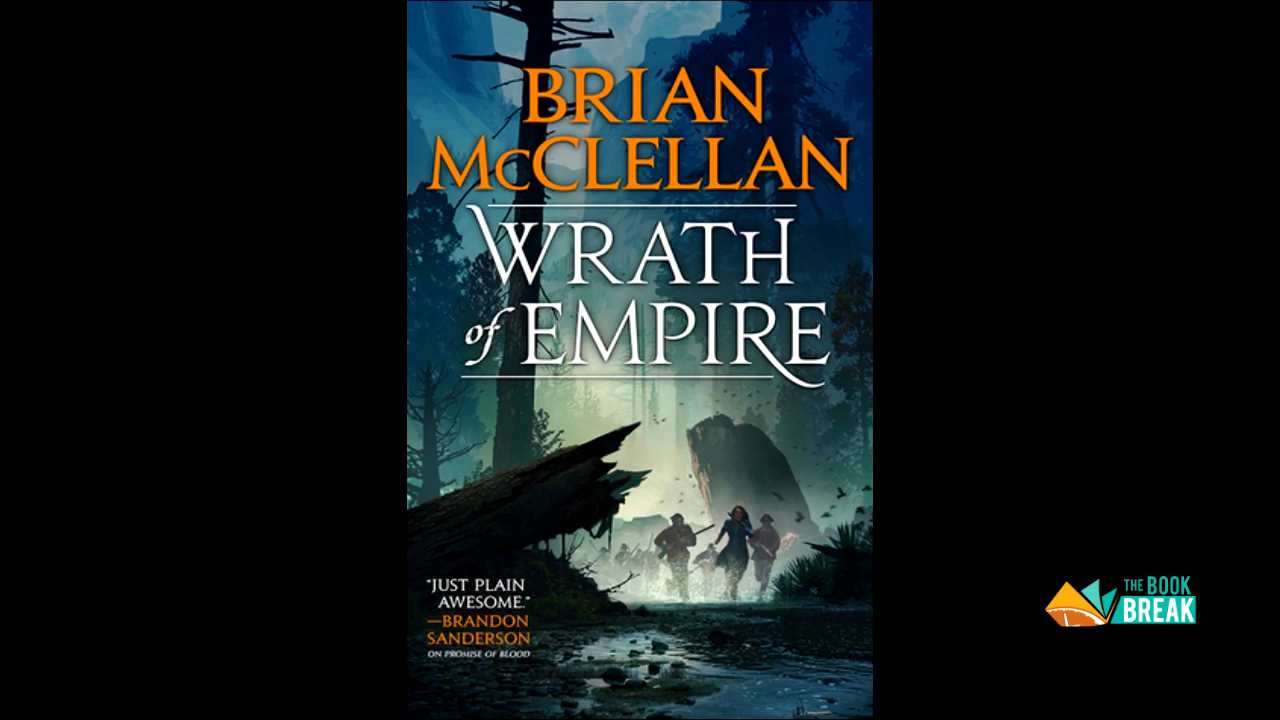 BRIAN
McCLELLAN
WRATH
of EMPIRE
"JUST PLAIN
AWESOME."
—BRANDON
SANDERSON
ON PROMISE OF BLOOD
THE BOOK
BREAK